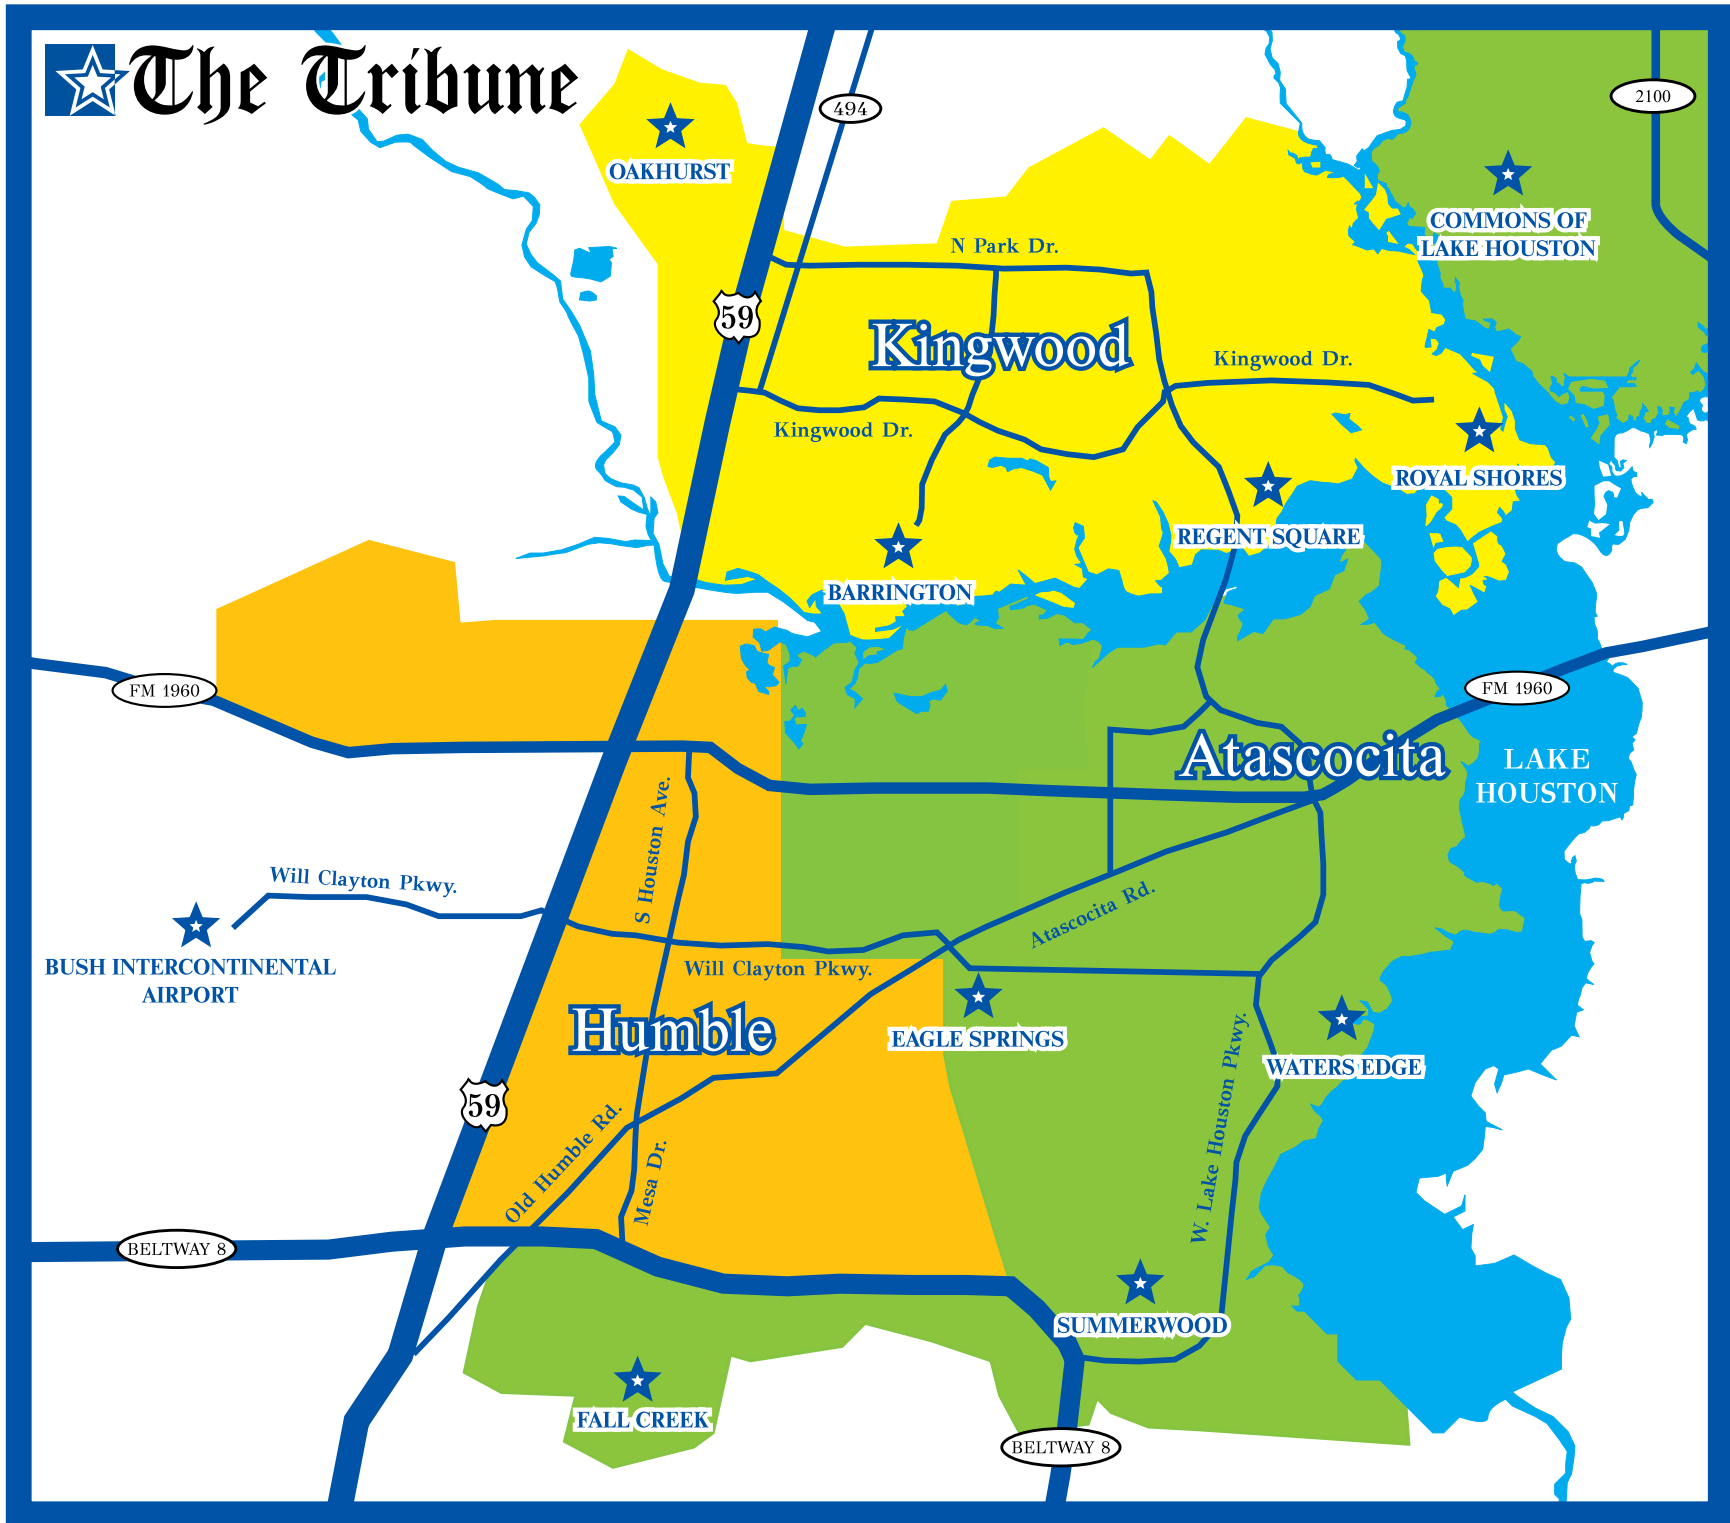 The Tribune
494
2100
OAKHURST
COMMONS OF
LAKE HOUSTON
N Park Dr.
59
Kingwood
Kingwood Dr.
Kingwood Dr.
ROYAL SHORES
REGENT SQUARE
BARRINGTON
FM 1960
FM 1960
Atascocita
LAKE
HOUSTON
S Houston Ave.
Will Clayton Pkwy.
Atascocita Rd.
BUSH INTERCONTINENTAL
AIRPORT
Will Clayton Pkwy.
Humble
EAGLE SPRINGS
WATERS EDGE
59
Old Humble Rd.
Mesa Dr.
W. Lake Houston Pkwy.
BELTWAY 8
SUMMERWOOD
FALL CREEK
BELTWAY 8